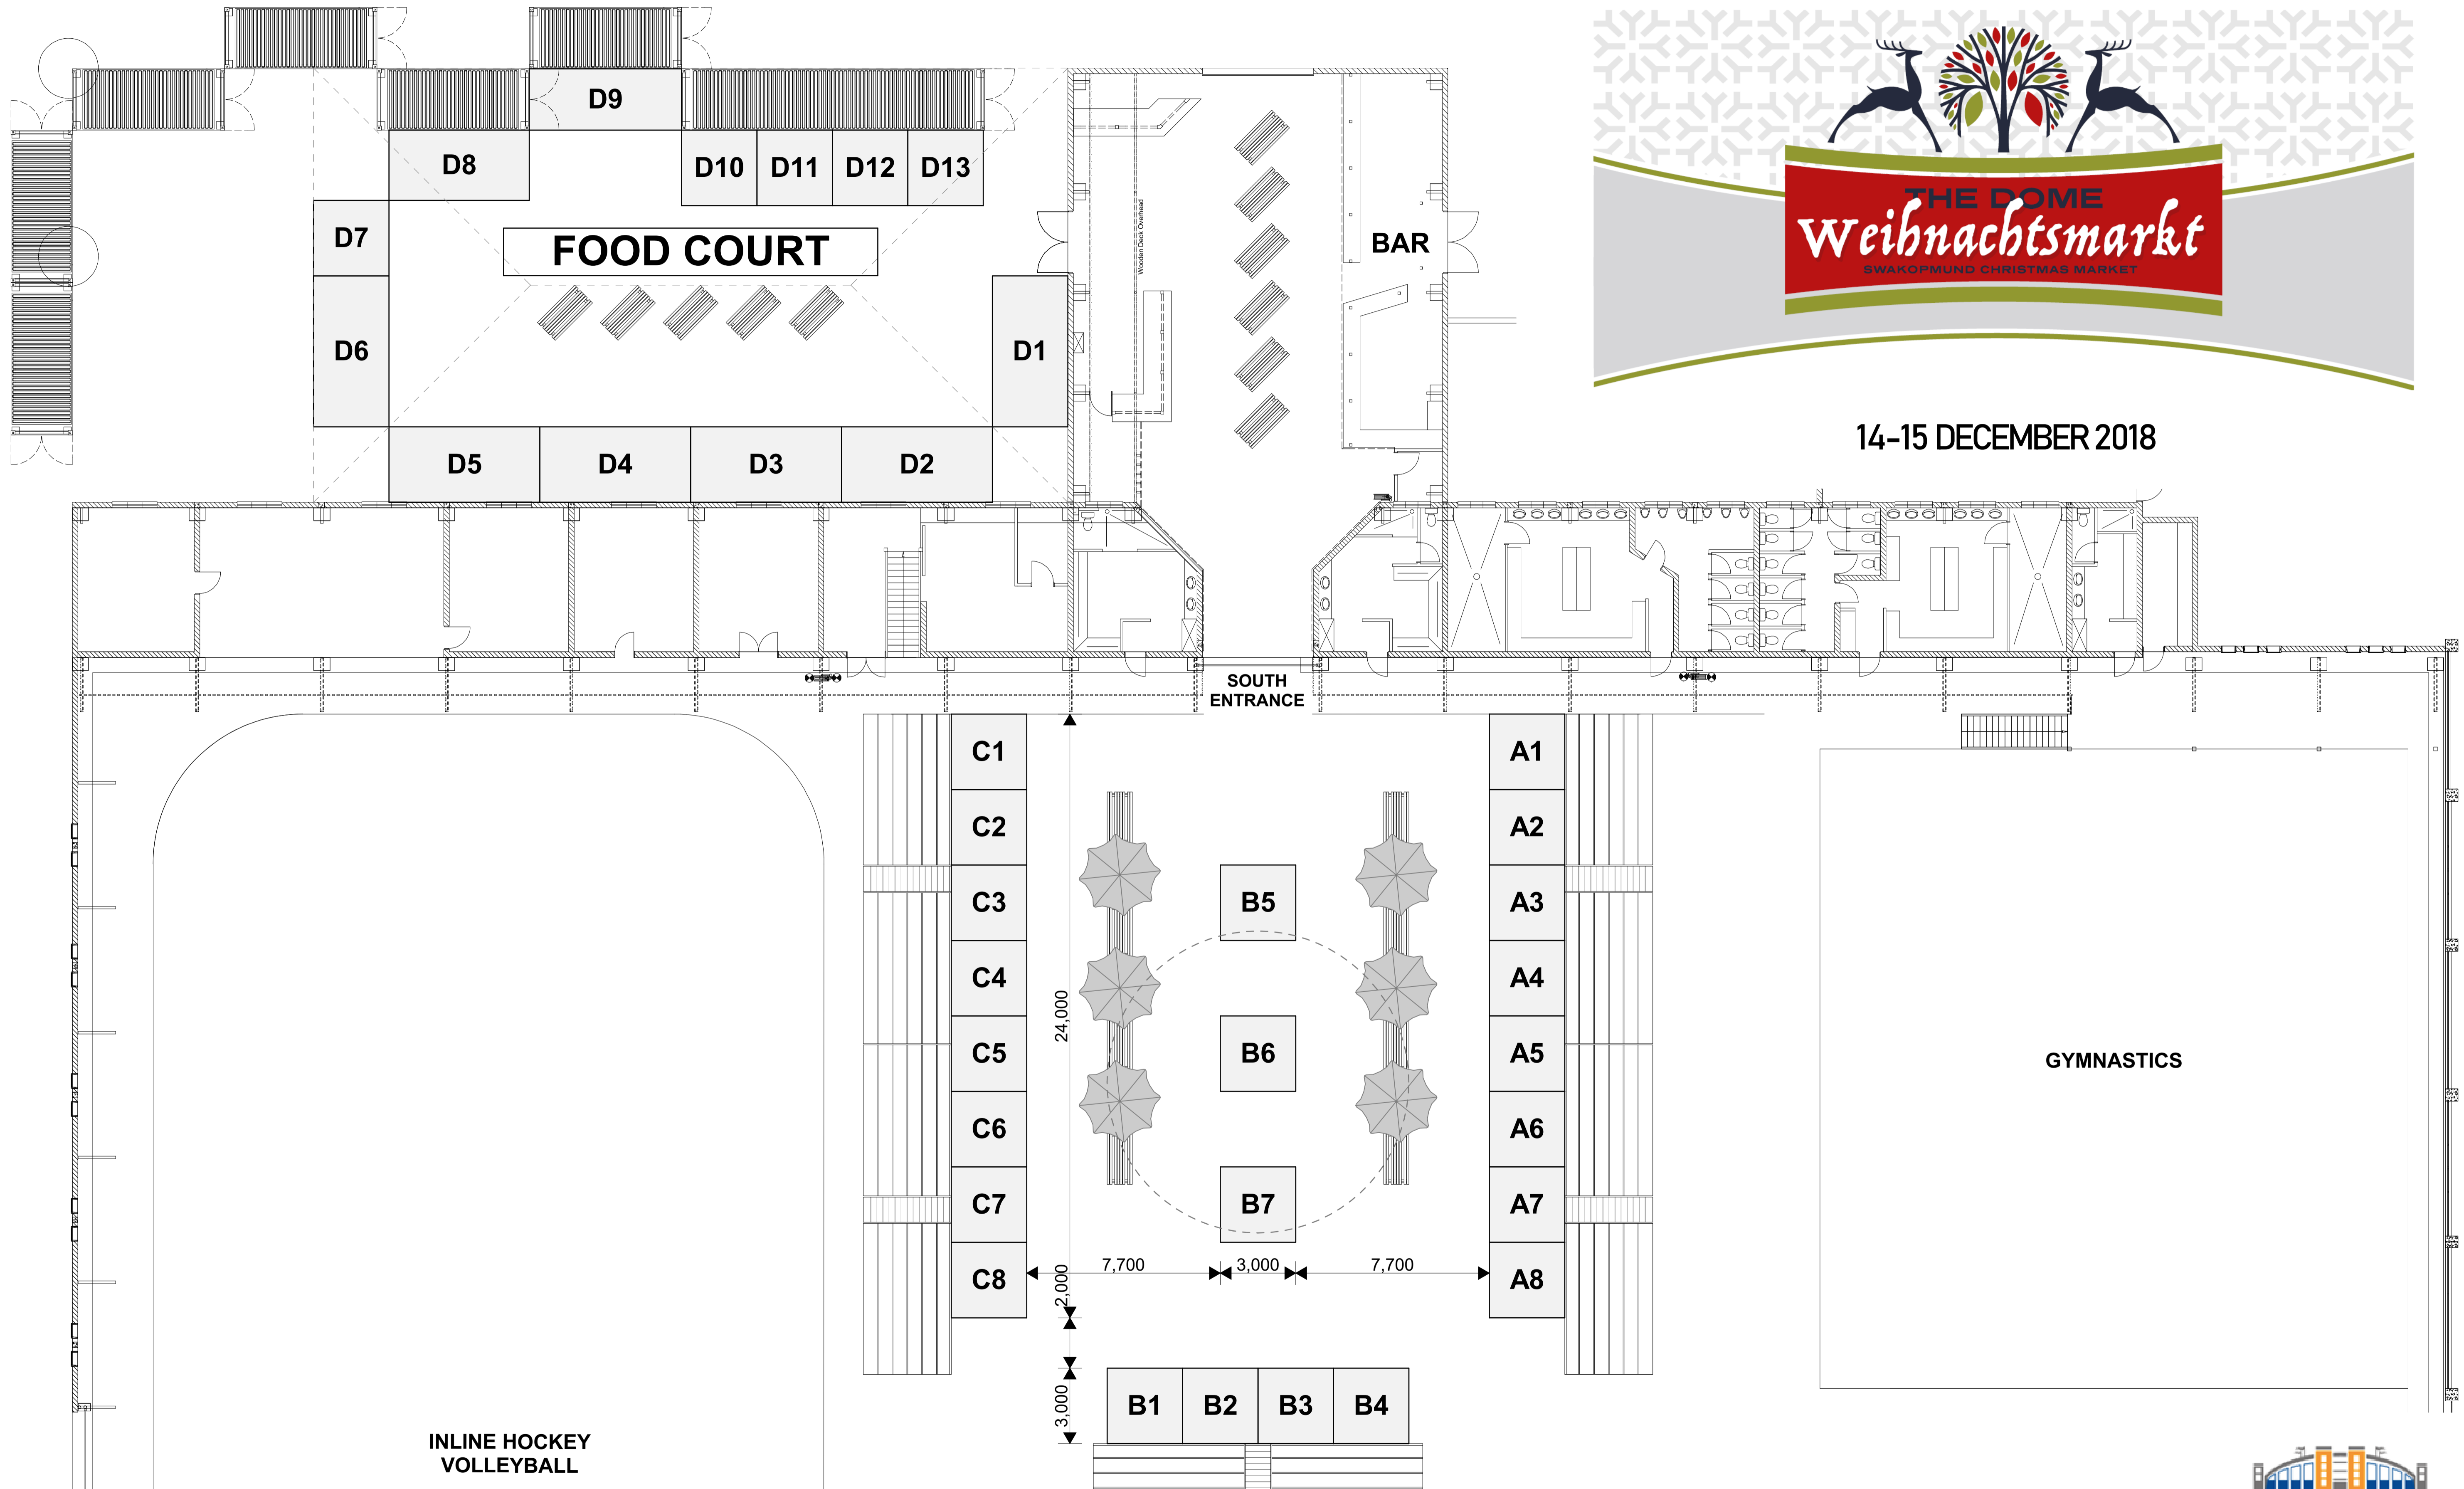 THE DOME
Weihnachtsmarkt
SWAKOPMUND CHRISTMAS MARKET
14-15 DECEMBER 2018
D9
D8
D10 D11 D12 D13
D7
FOOD COURT
BAR
Wooden Deck Overhead
D6
D1
D5 D4 D3 D2
SOUTH
ENTRANCE
C1
A1
C2
A2
C3
B5
A3
C4
A4
24,000
C5
B6
A5
GYMNASTICS
C6
A6
C7
B7
A7
7,700 3,000 7,700
C8
A8
2,000
B1 B2 B3 B4
3,000
INLINE HOCKEY
VOLLEYBALL